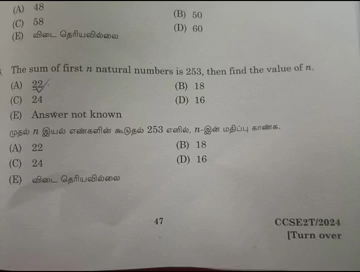 (A) 48
(B) 50
(C) 58
(D) 60
(E) விடை தெரியவில்லை
The sum of first n natural numbers is 253, then find the value of n.
(A) 22
(B) 18
(C) 24
(D) 16
(E) Answer not known
முதல் n இயல் எண்களின் கூடுதல் 253 எனில், n-இன் மதிப்பு காண்க.
(A) 22
(B) 18
(C) 24
(D) 16
(E) விடை தெரியவில்லை
47
CCSE2T/2024
[Turn over